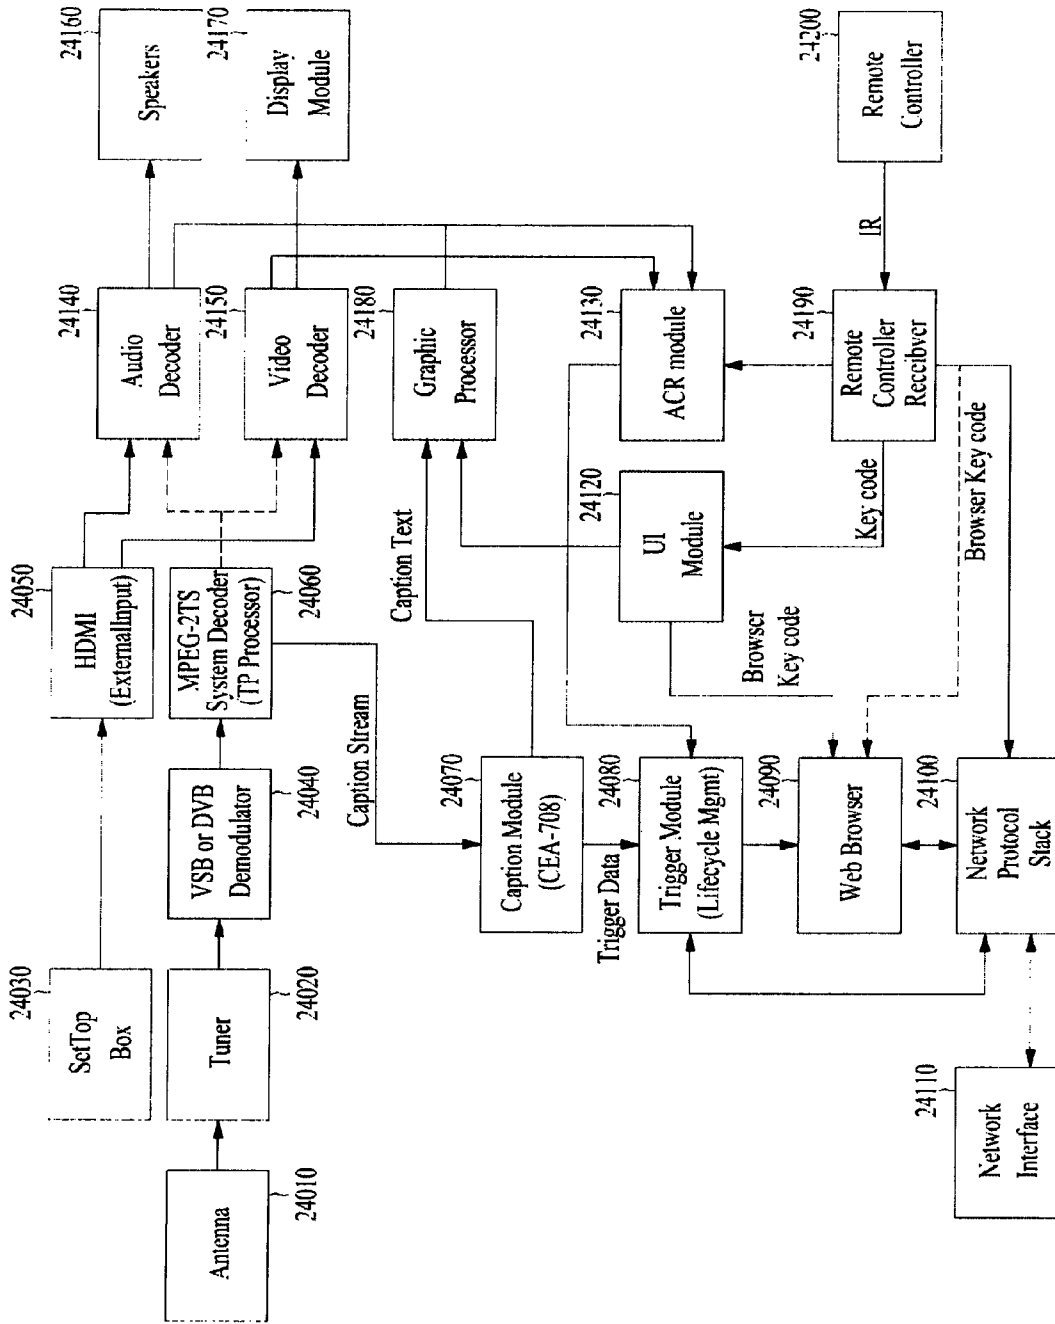 Antenna
24010
SctTop
Box
24030
Tuner
24020
VSB or DVB
Demodulator
24040
HDMI
(ExternalInput)
24050
MPEG-2TS
System Decoder
(TP Processor)
24060
Audio
Decoder
24140
Video
Decoder
24150
Speakers
24160
Display
Module
24170
Caption Stream
Caption Text
Graphic
Processor
24180
Caption Module
(CEA-708)
24070
Trigger Data
Trigger Module
(Lifecycle Mgmt)
24080
Web Browser
24090
Network
Protocol
Stack
24100
Network
Interface
24110
UI
Module
24120
Browser
Key code
ACR module
24130
Key code
Remote
Controller
Receibver
24190
Browser Key code
IR
Remote
Controller
24200